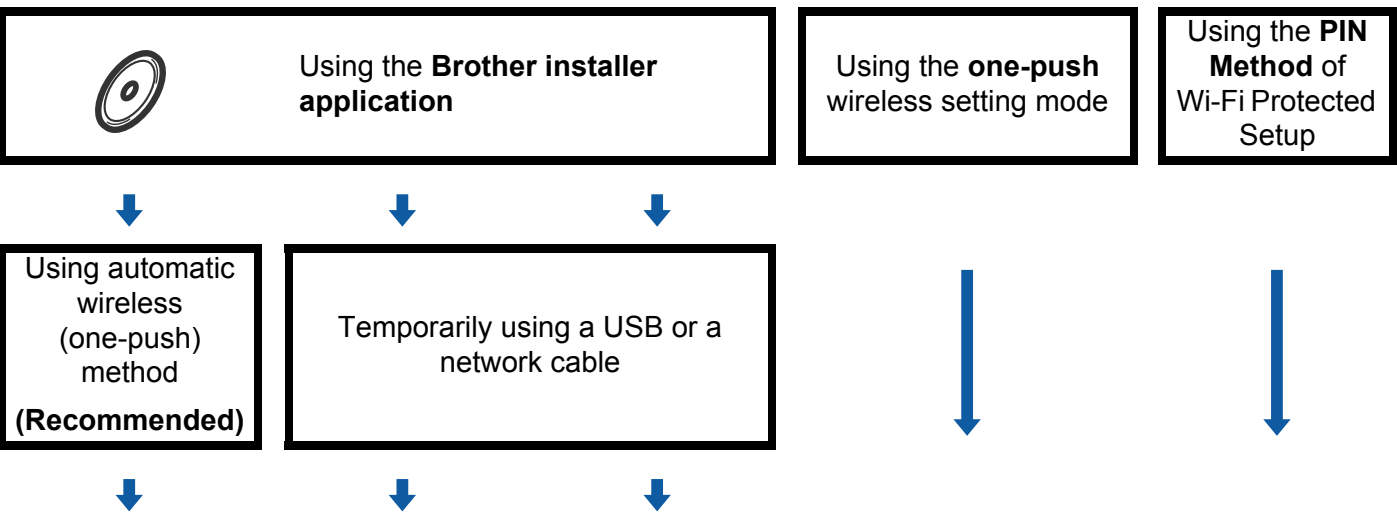 Using the Brother installer
application
Using the one-push
wireless setting mode
Using the PIN
Method of
Wi-Fi Protected
Setup
Using automatic
wireless
(one-push)
method
(Recommended)
Temporarily using a USB or a
network cable